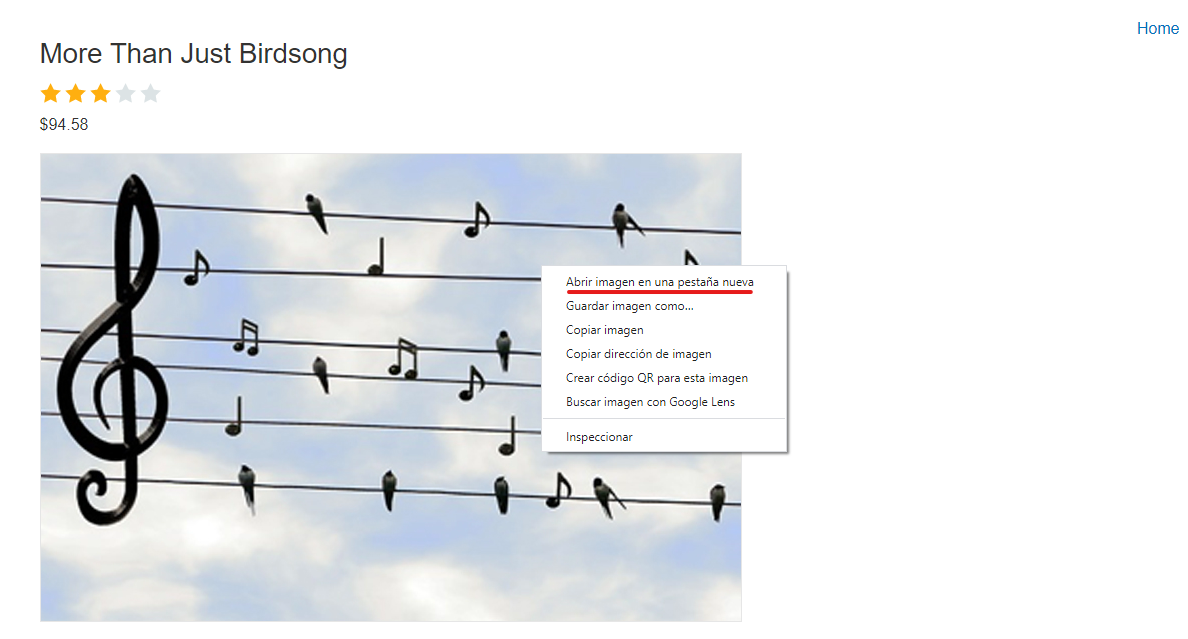 Home
More Than Just Birdsong
$94.58
Abrir imagen en una pestaña nueva
Guardar imagen como...
Copiar imagen
Copiar dirección de imagen
Crear código QR para esta imagen
Buscar imagen con Google Lens
Inspeccionar